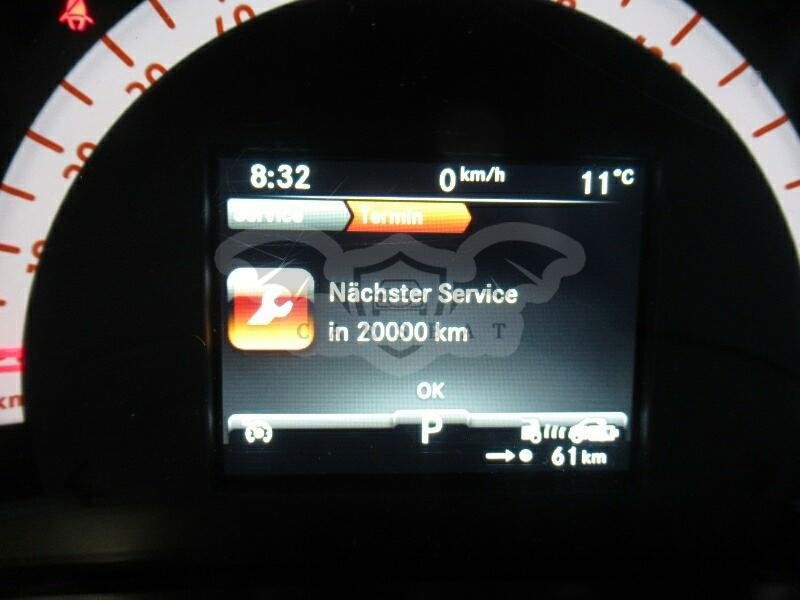 8:32 0 km/h 11°C
Service Termin
Nächster Service
in 20000 km
OK
P
61 km